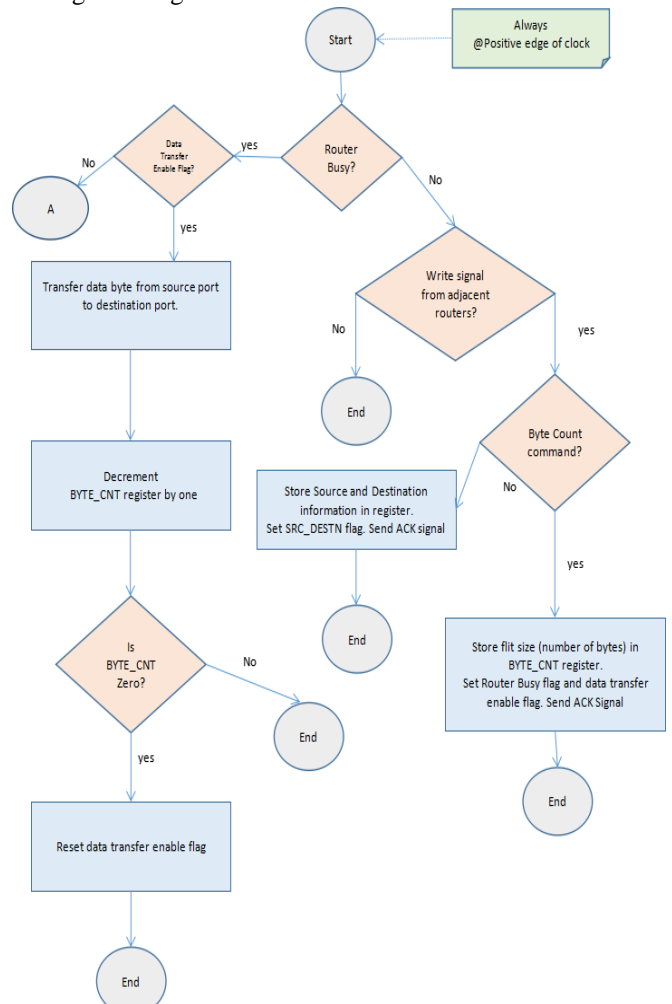 Start
Always
@Positive edge of clock
Router
Busy?
yes
No
Data
Transfer
Enable Flag?
No
A
yes
Transfer data byte from source port
to destination port.
Decrement
BYTE_CNT register by one
Is
BYTE_CNT
Zero?
No
End
yes
Reset data transfer enable flag
End
Write signal
from adjacent
routers?
No
End
yes
Byte Count
command?
No
Store Source and Destination
information in register.
Set SRC_DESTN flag. Send ACK signal
End
yes
Store flit size (number of bytes) in
BYTE_CNT register.
Set Router Busy flag and data transfer
enable flag. Send ACK Signal
End